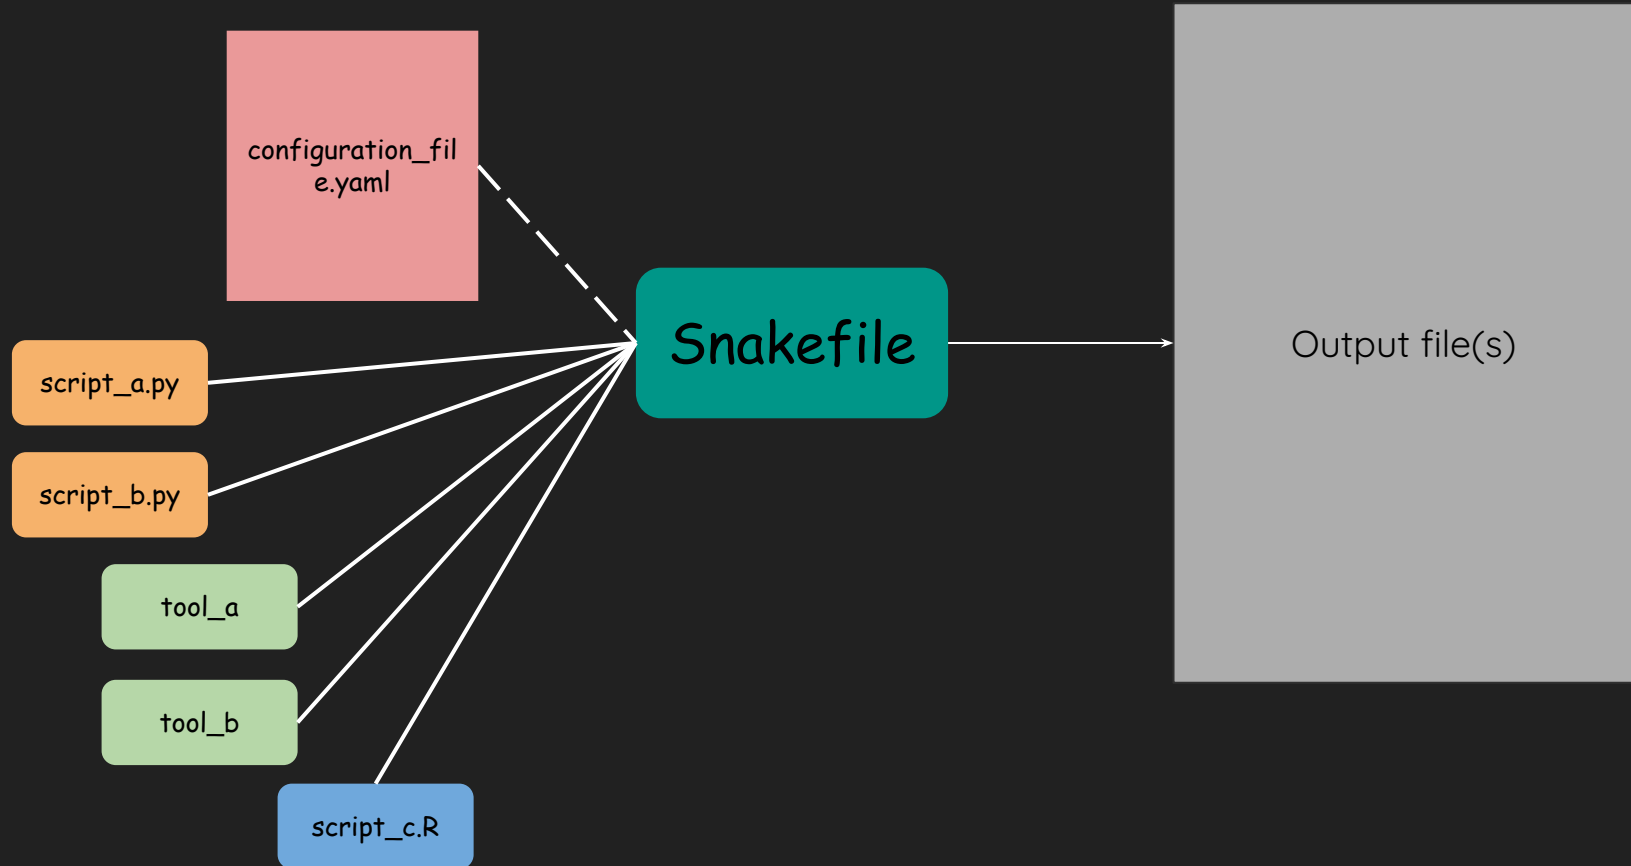 configuration_fil
e.yaml
Snakefile
Output file(s)
script_a.py
script_b.py
tool_a
tool_b
script_c.R